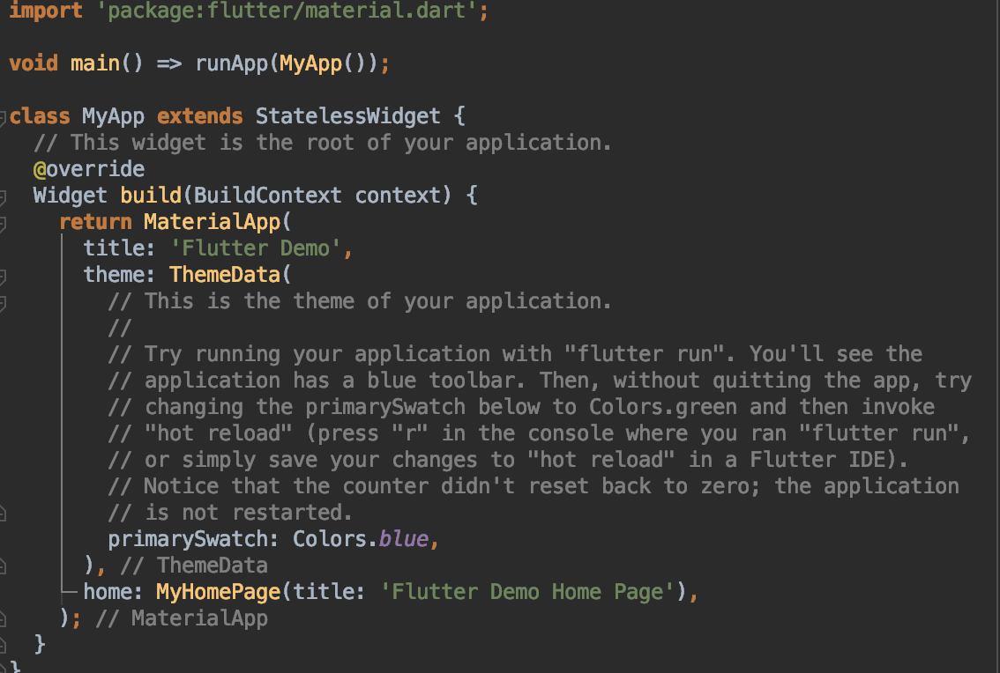 import 'package:flutter/material.dart';
void main() => runApp(MyApp());
class MyApp extends StatelessWidget {
// This widget is the root of your application.
@override
Widget build(BuildContext context) {
return MaterialApp(
title: 'Flutter Demo',
theme: ThemeData(
// This is the theme of your application.
//
// Try running your application with "flutter run". You'll see the
// application has a blue toolbar. Then, without quitting the app, try
// changing the primarySwatch below to Colors.green and then invoke
// "hot reload" (press "r" in the console where you ran "flutter run",
// or simply save your changes to "hot reload" in a Flutter IDE).
// Notice that the counter didn't reset back to zero; the application
// is not restarted.
primarySwatch: Colors.blue,
), // ThemeData
home: MyHomePage(title: 'Flutter Demo Home Page'),
); // MaterialApp
}
}